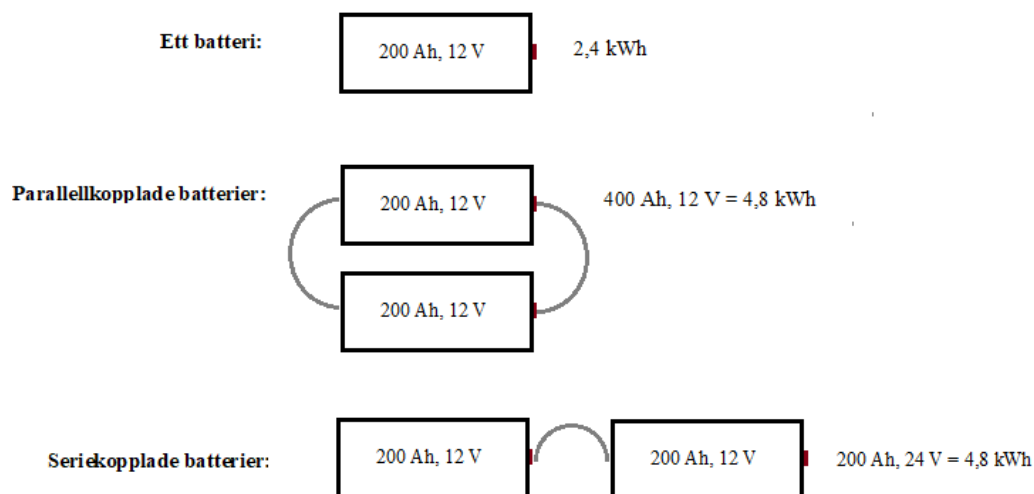 Ett batteri:
200 Ah, 12 V
2,4 kWh
Parallellkopplade batterier:
200 Ah, 12 V
400 Ah, 12 V = 4,8 kWh
200 Ah, 12 V
Seriekopplade batterier:
200 Ah, 12 V
200 Ah, 12 V
200 Ah, 24 V = 4,8 kWh